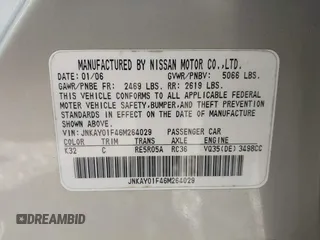 MANUFACTURED BY NISSAN MOTOR CO.,LTD.
DATE: 01/06 GVWR/PNBV: 5066 LBS.
GAWR/PNBE FR: 2469 LBS. RR: 2619 LBS.
THIS VEHICLE CONFORMS TO ALL APPLICABLE FEDERAL
MOTOR VEHICLE SAFETY, BUMPER, AND THEFT PREVENTION
STANDARDS IN EFFECT ON THE DATE OF MANUFACTURE
SHOWN ABOVE.
VIN: JNKAY01F46M264029 PASSENGER CAR
COLOR TRIM TRANS AXLE ENGINE
K32 C RE5R05A RC36 VQ35(DE) 3498CC
JNKAY01F46M264029
REAMBID